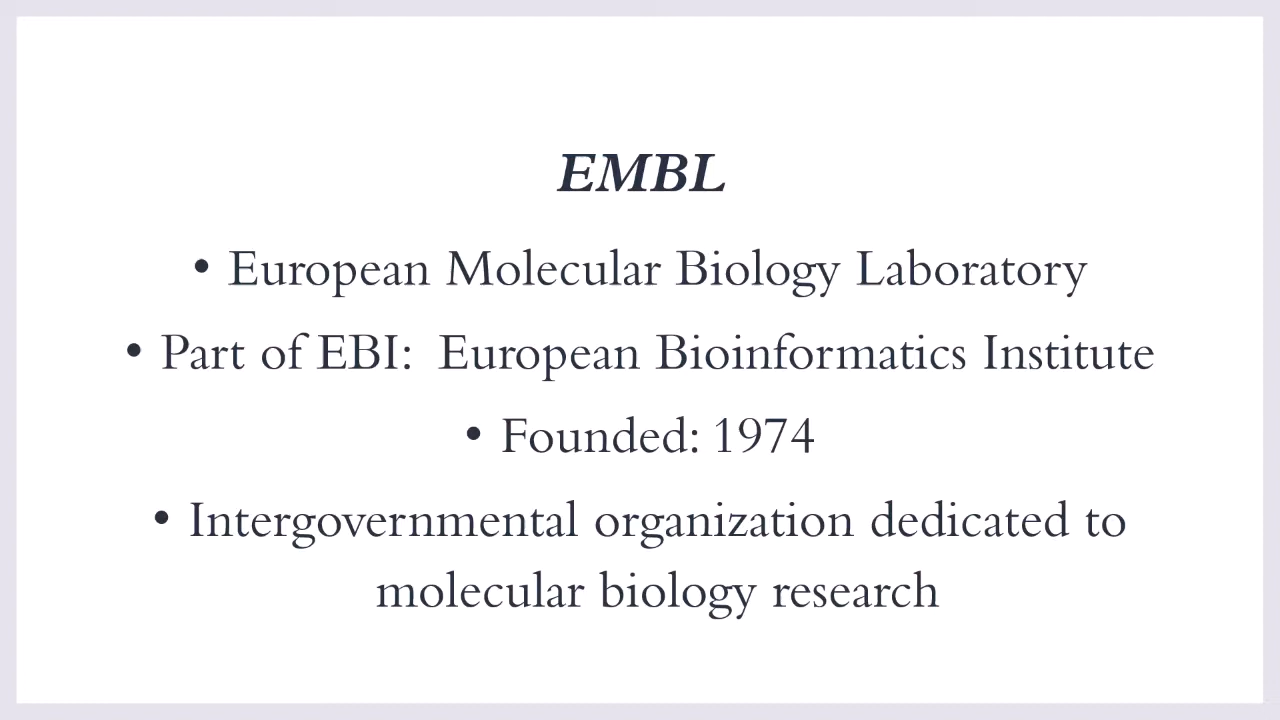 EMBL
• European Molecular Biology Laboratory
• Part of EBI:  European Bioinformatics Institute
• Founded: 1974
• Intergovernmental organization dedicated to
molecular biology research